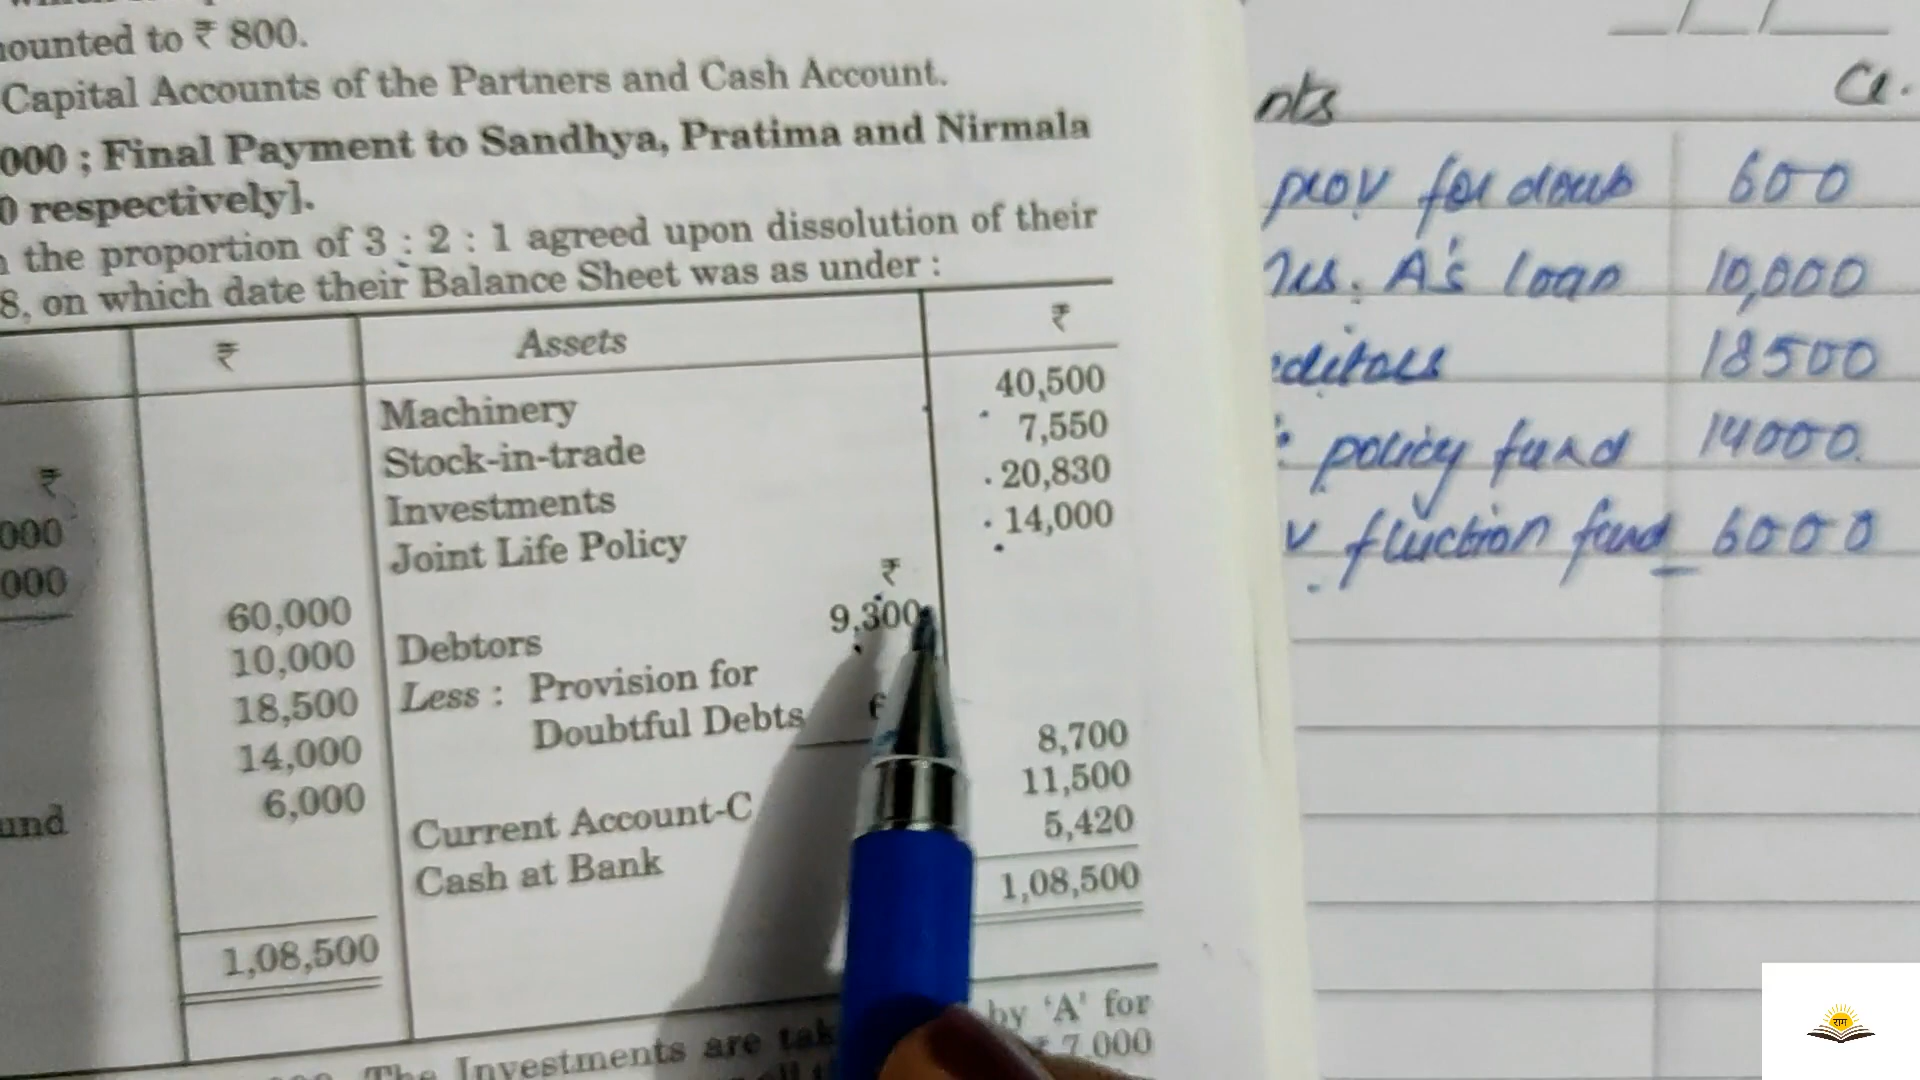 ounted to ₹ 800.
Capital Accounts of the Partners and Cash Account.
000 ; Final Payment to Sandhya, Pratima and Nirmala
0 respectively].
the proportion of 3 : 2 : 1 agreed upon dissolution of their
8, on which date their Balance Sheet was as under :
₹ Assets ₹
Machinery 40,500
Stock-in-trade 7,550
₹ Investments 20,830
000 Joint Life Policy 14,000
000 ₹
60,000 Debtors 9,300
10,000 Less : Provision for
18,500 Doubtful Debts 8,700
14,000 Current Account-C 11,500
6,000 Cash at Bank 5,420
und
1,08,500 1,08,500
by 'A' for
The Investments are 7,000
nts Cr.
prov for doub 600
A's loan 10,000
editors 18500
policy fund 14000
fluction fund 6000
राम